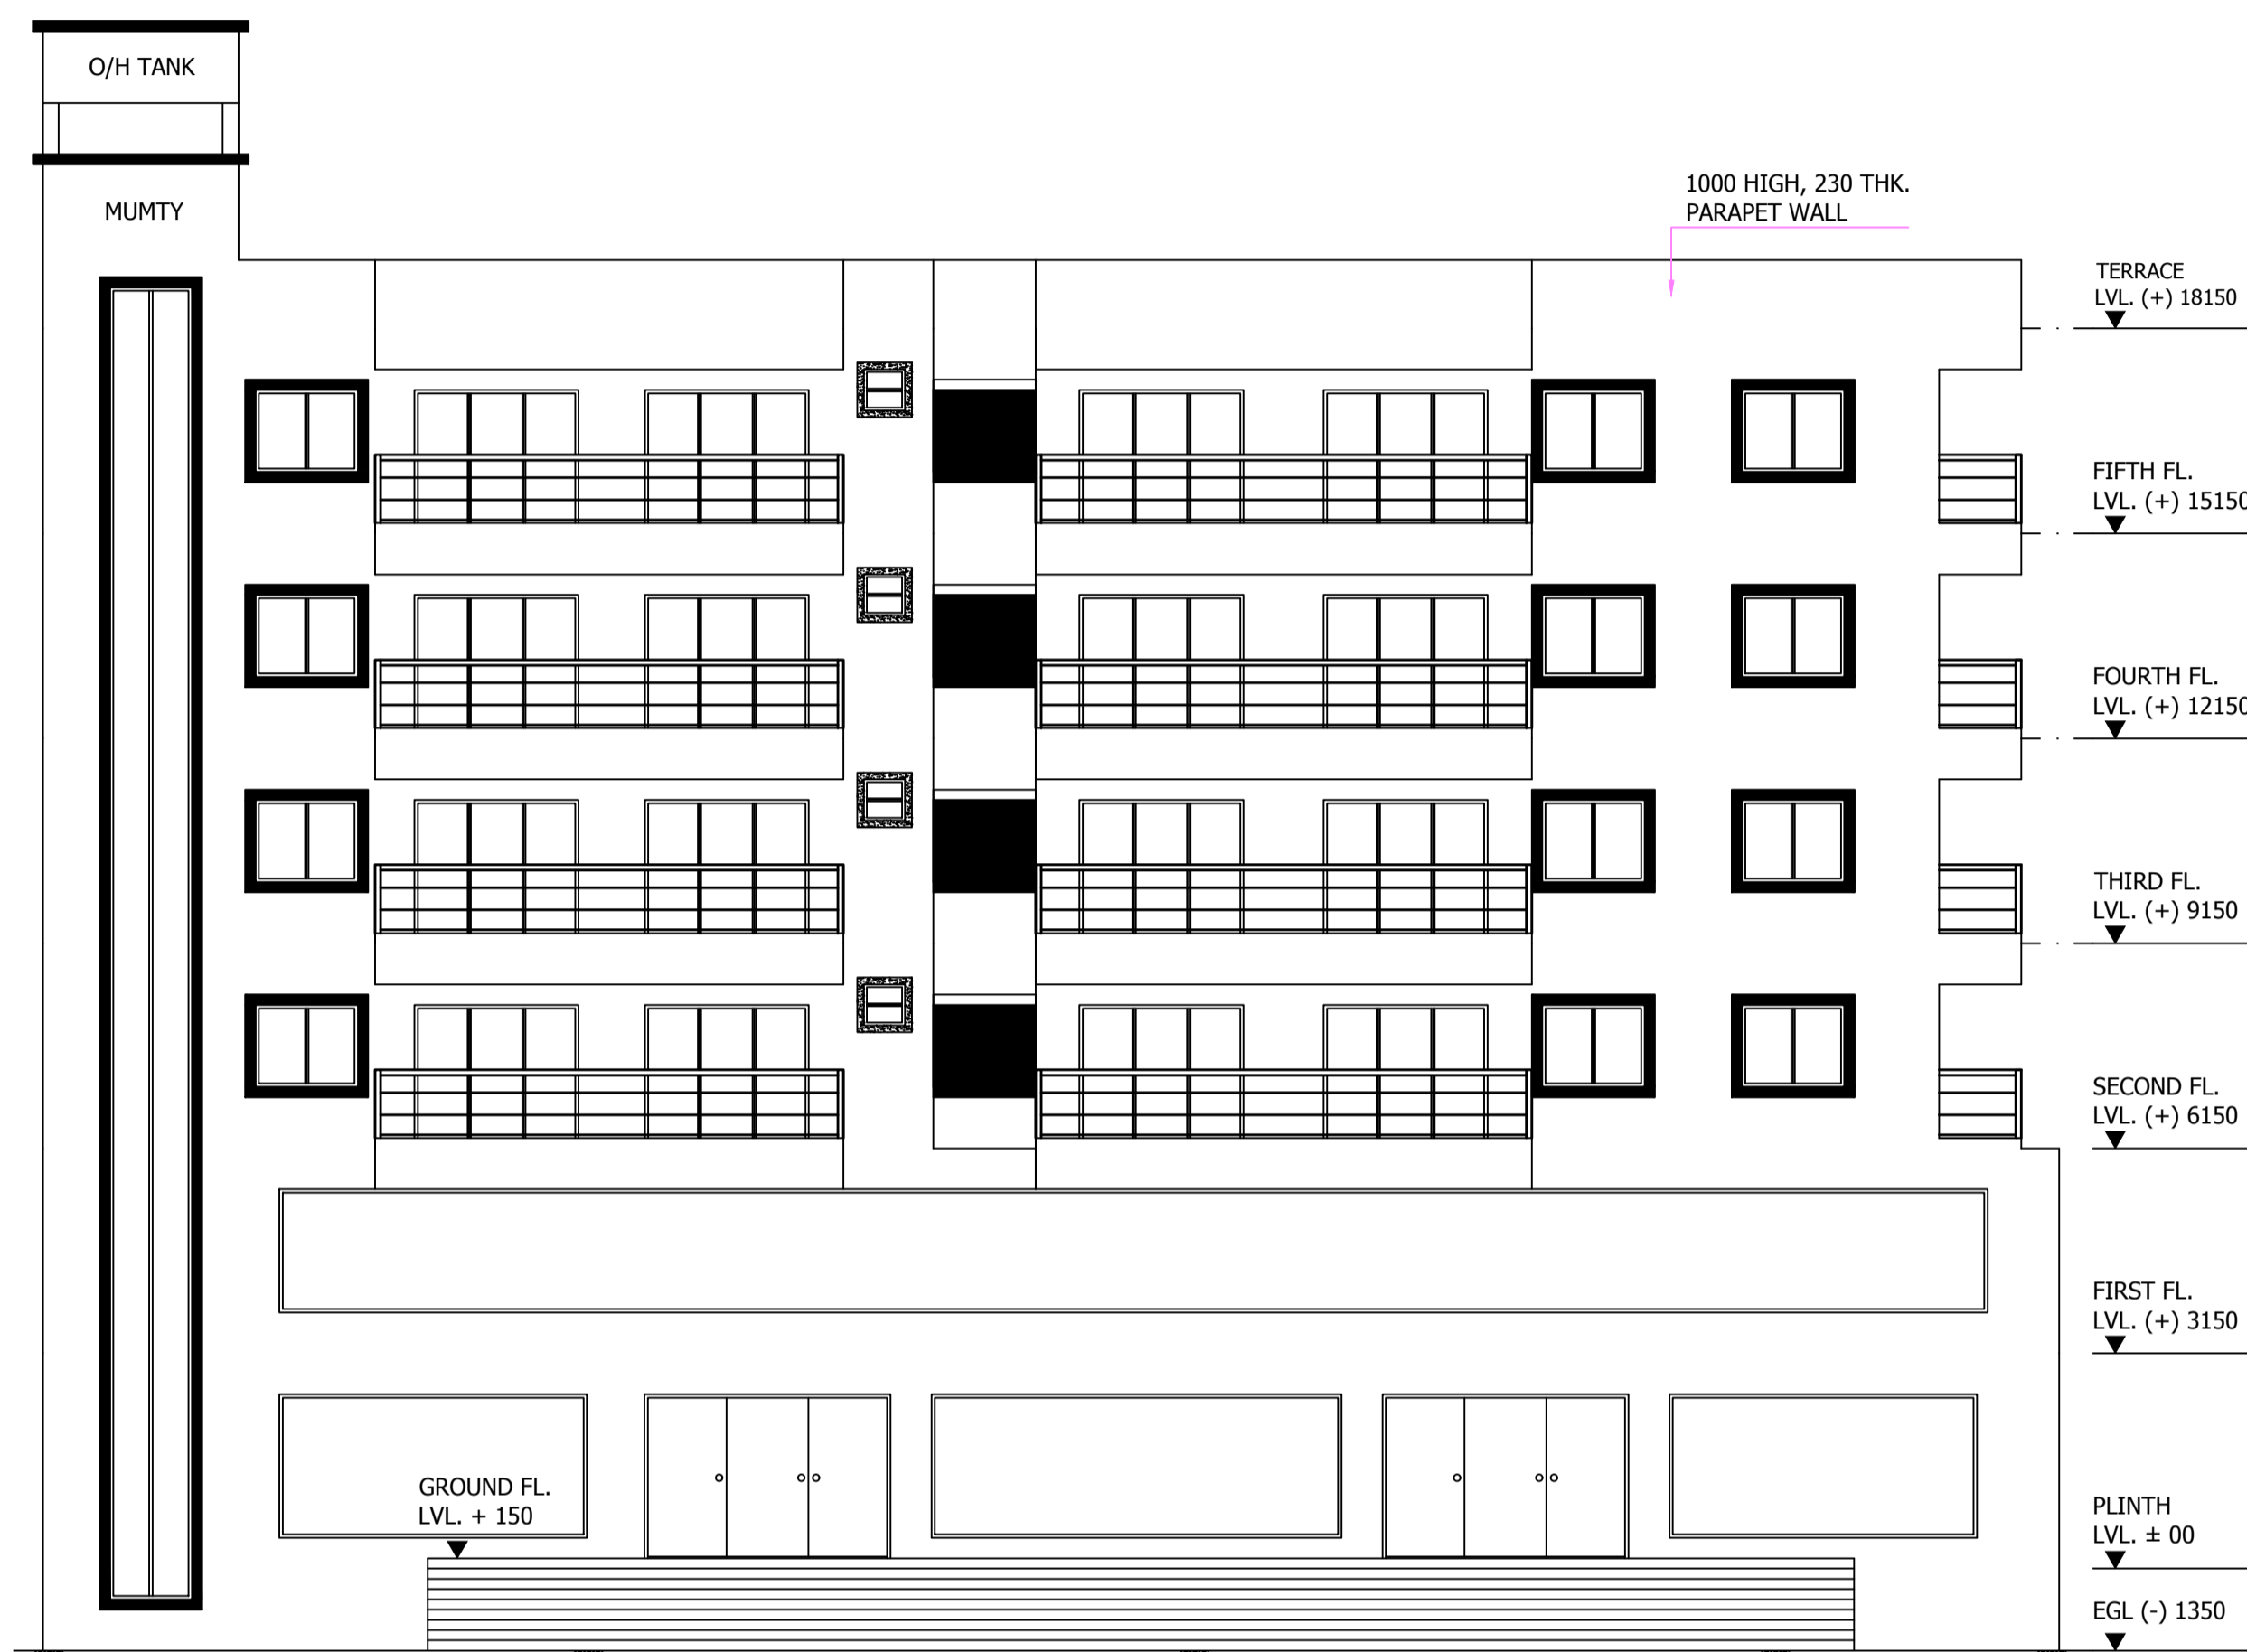 O/H TANK
MUMTY
1000 HIGH, 230 THK.
PARAPET WALL
TERRACE
LVL. (+) 18150
FIFTH FL.
LVL. (+) 15150
FOURTH FL.
LVL. (+) 12150
THIRD FL.
LVL. (+) 9150
SECOND FL.
LVL. (+) 6150
FIRST FL.
LVL. (+) 3150
GROUND FL.
LVL. + 150
PLINTH
LVL. ± 00
EGL (-) 1350